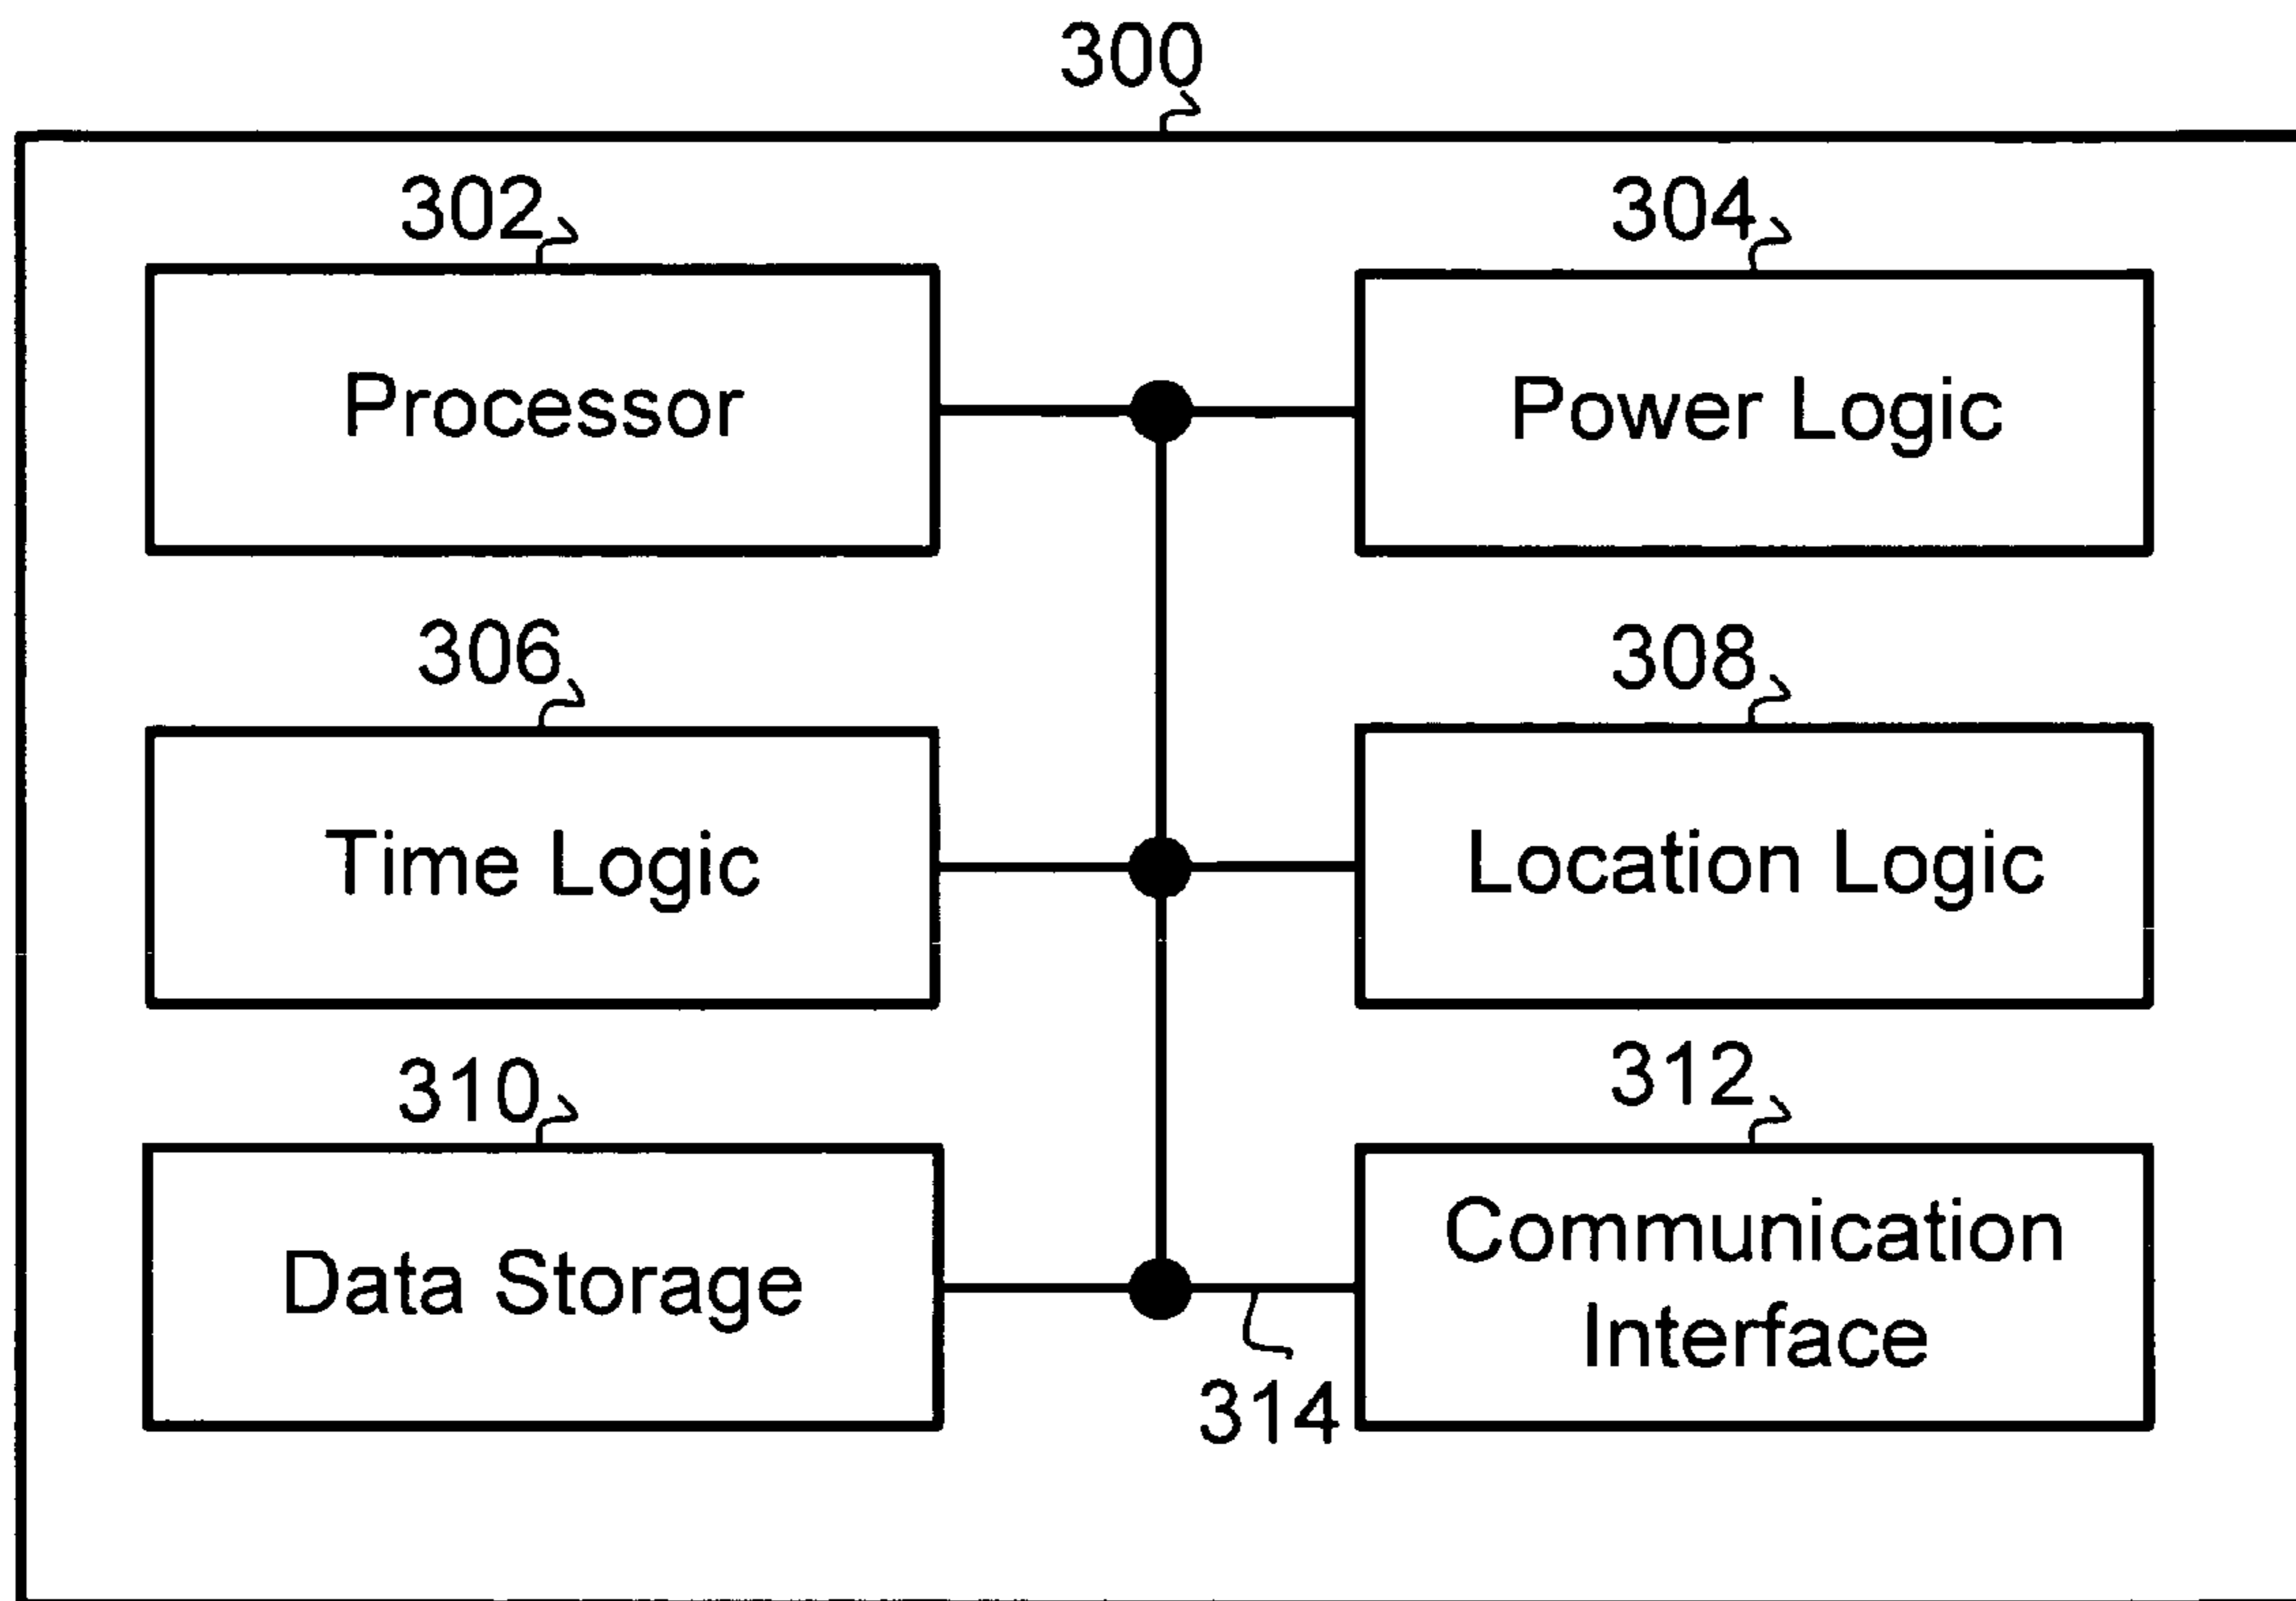 300
302
304
Processor
Power Logic
306
308
Time Logic
Location Logic
310
312
Data Storage
Communication
Interface
314